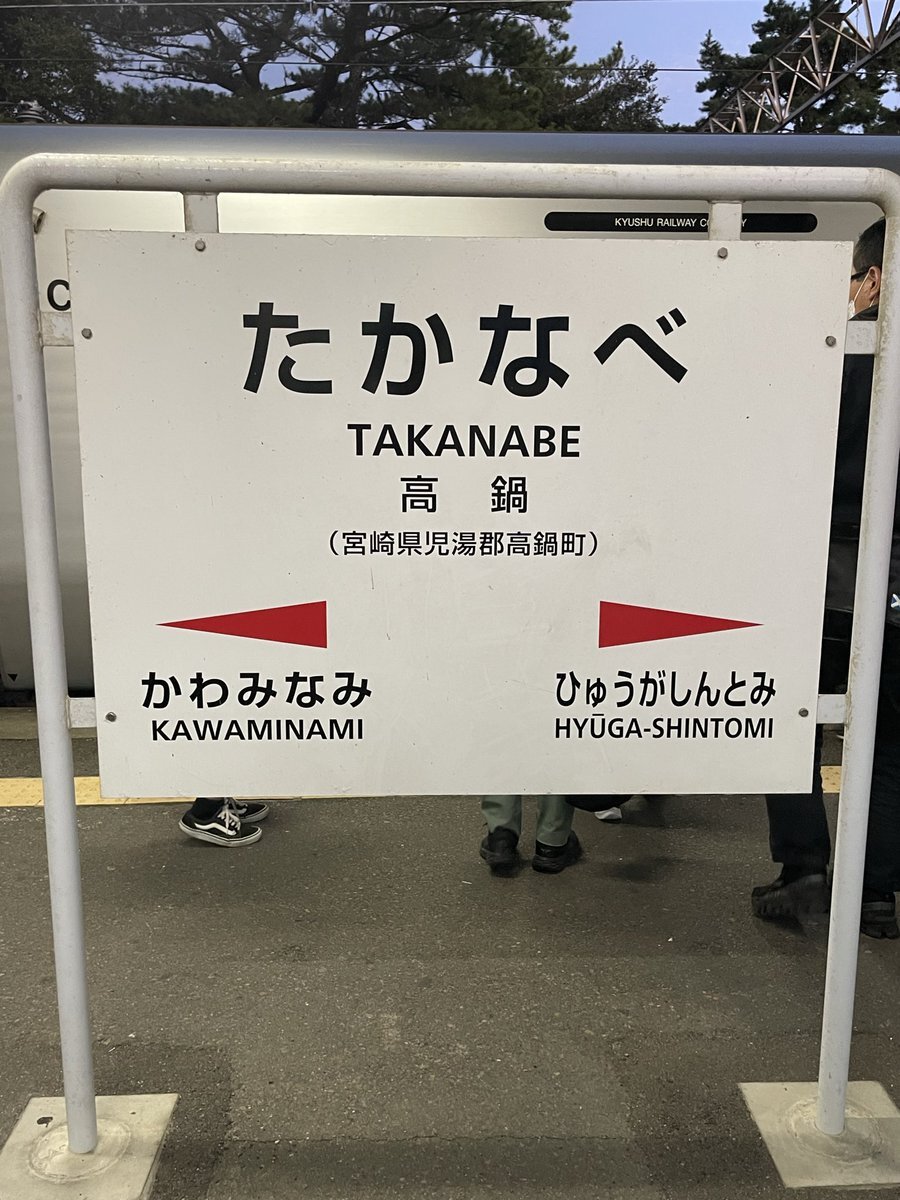 KYUSHU RAILWAY CO
C
たかなべ
TAKANABE
高鍋
(宮崎県児湯郡高鍋町)
かわみなみ
KAWAMINAMI
ひゅうがしんとみ
HYŪGA-SHINTOMI